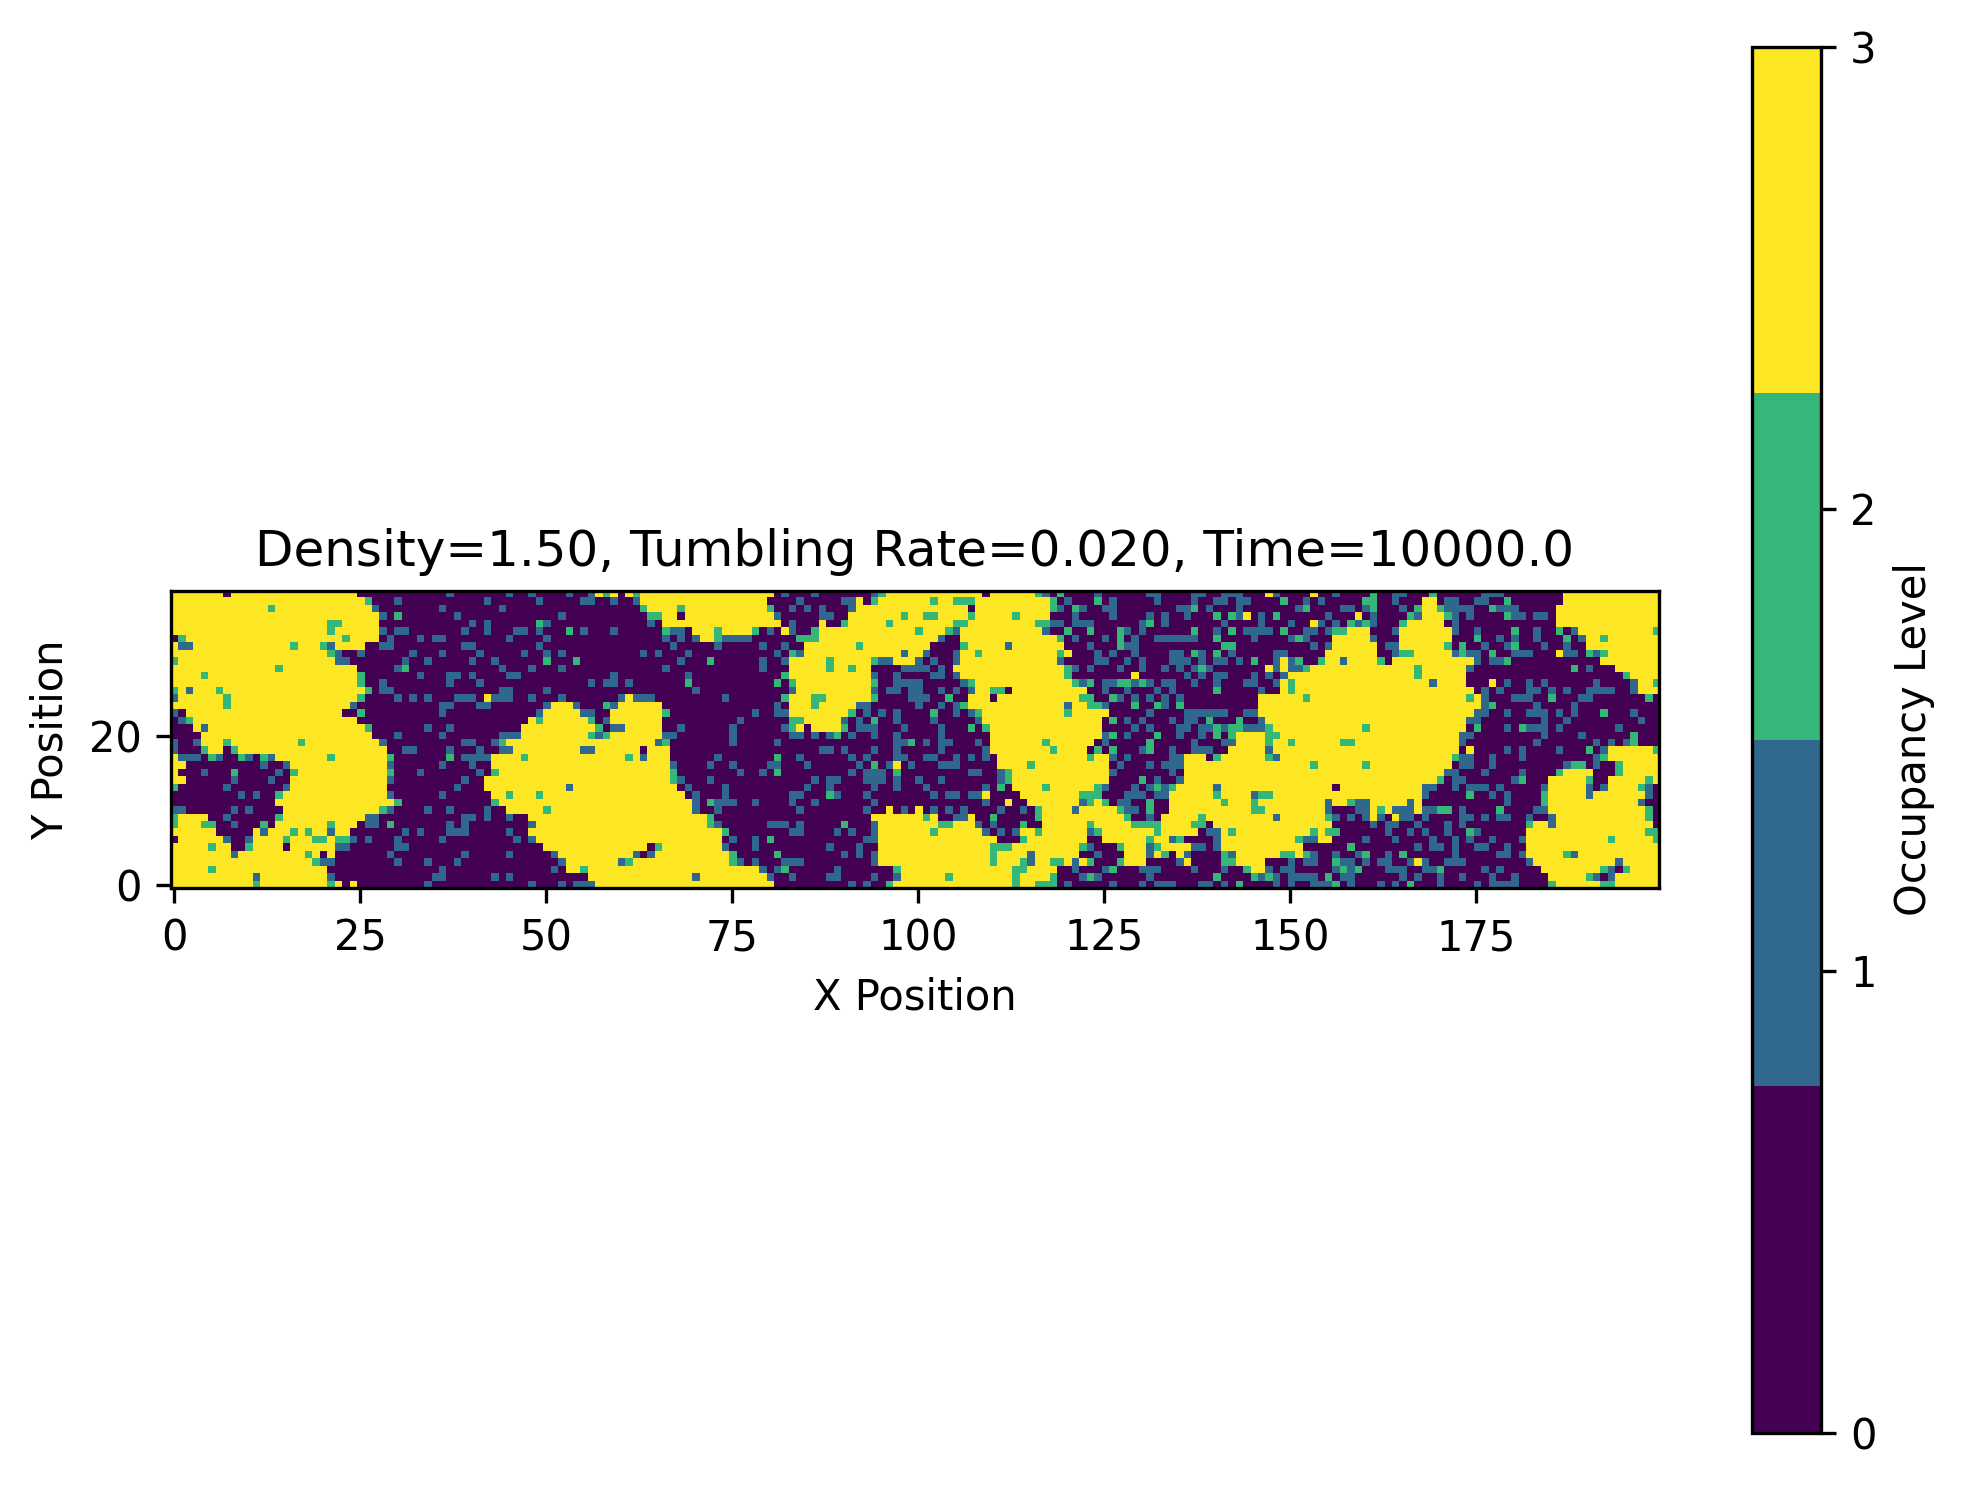 Density=1.50, Tumbling Rate=0.020, Time=10000.0
Y Position
20
0
0 25 50 75 100 125 150 175
X Position
3
2
1
0
Occupancy Level